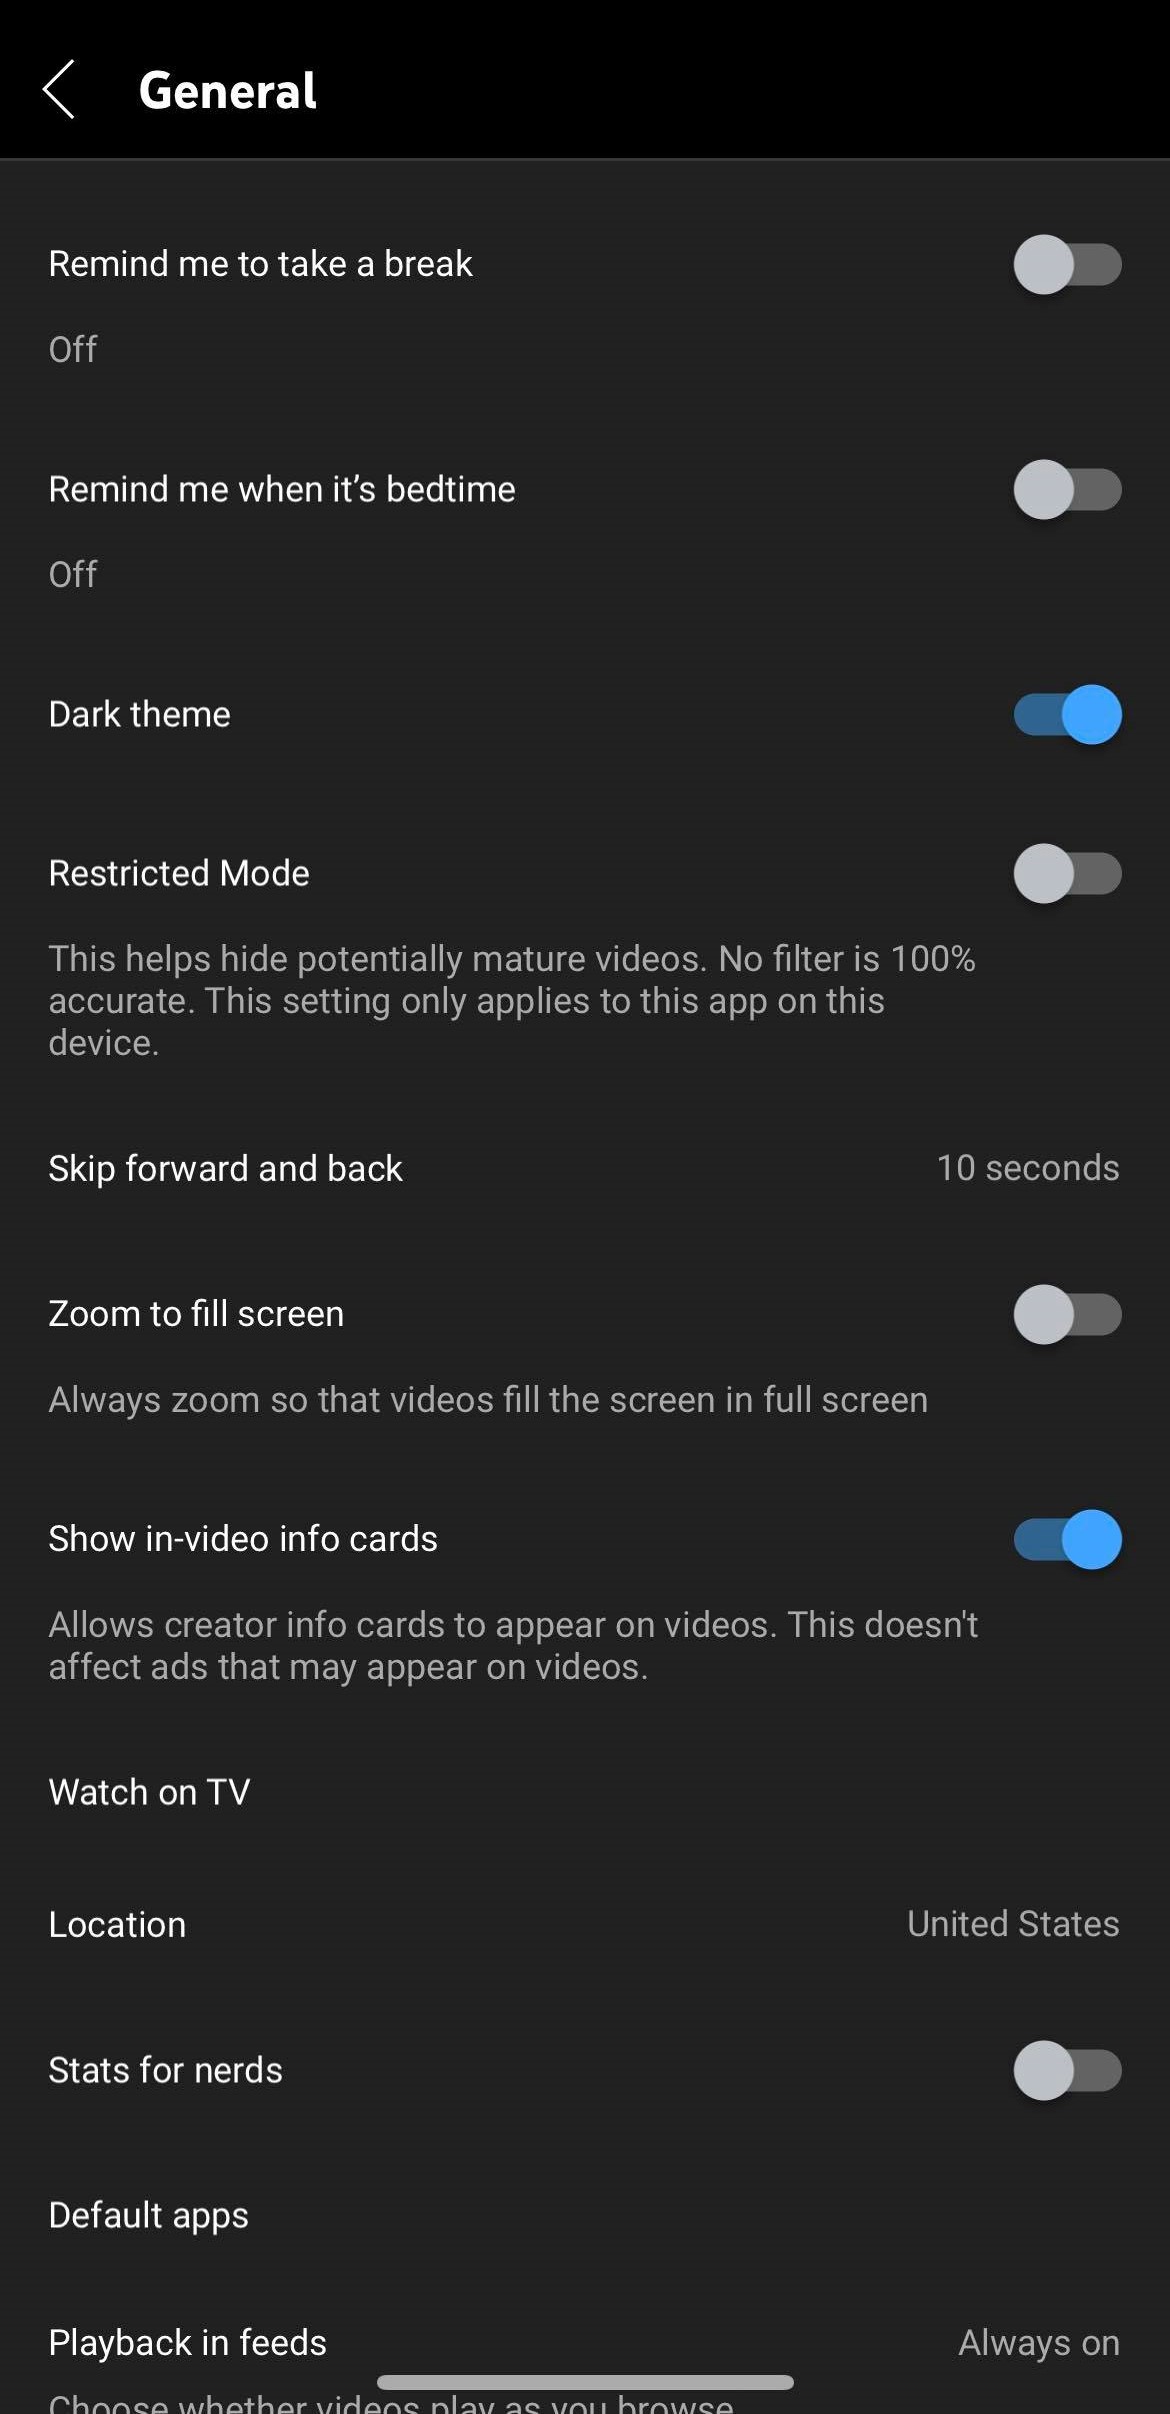 General
Remind me to take a break
Off
Remind me when it’s bedtime
Off
Dark theme
Restricted Mode
This helps hide potentially mature videos. No filter is 100%
accurate. This setting only applies to this app on this
device.
Skip forward and back 10 seconds
Zoom to fill screen
Always zoom so that videos fill the screen in full screen
Show in-video info cards
Allows creator info cards to appear on videos. This doesn't
affect ads that may appear on videos.
Watch on TV
Location United States
Stats for nerds
Default apps
Playback in feeds Always on
Choose whether videos play as you browse